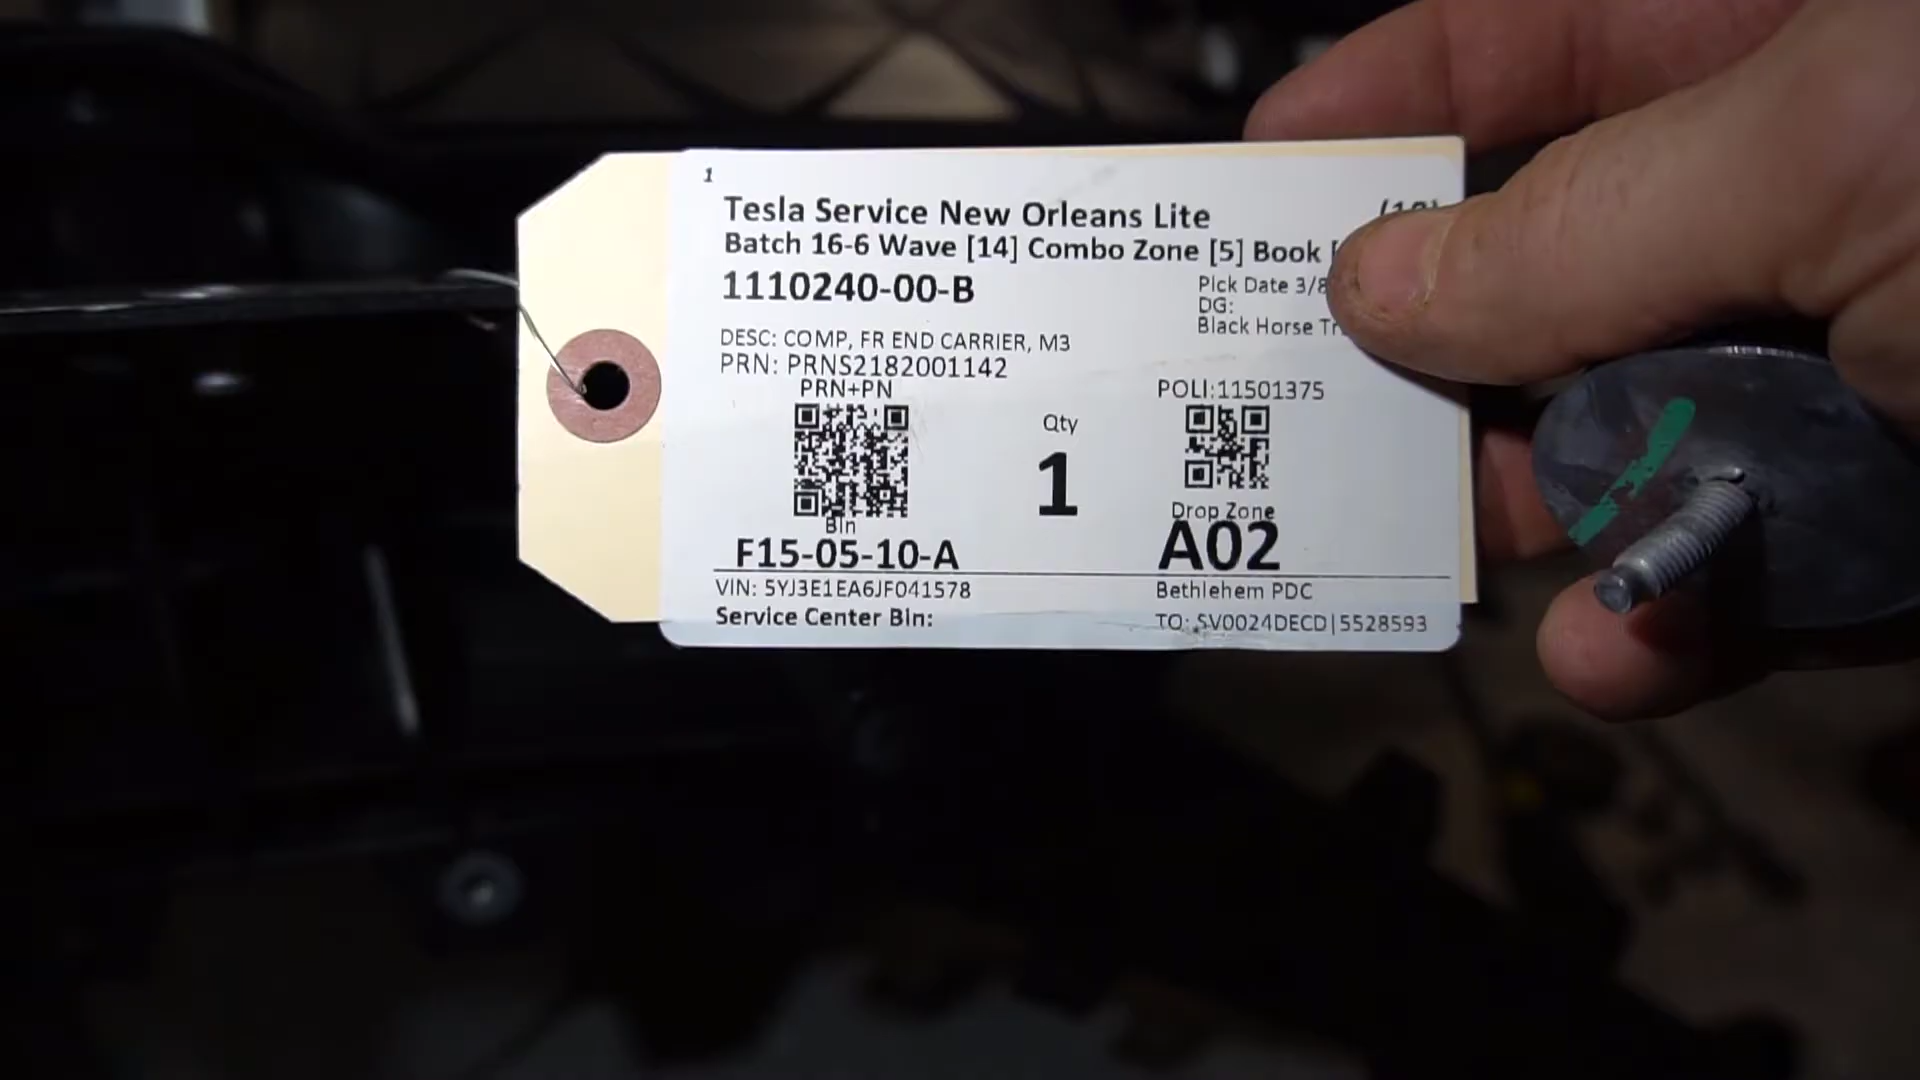 1
Tesla Service New Orleans Lite
Batch 16-6 Wave [14] Combo Zone [5] Book [
1110240-00-B
Pick Date 3/8
DG:
Black Horse
DESC: COMP, FR END CARRIER, M3
PRN: PRNS2182001142
PRN+PN
POLI:11501375
Qty
1
Bin
F15-05-10-A
Drop Zone
A02
VIN: 5YJ3E1EA6JF041578
Bethlehem PDC
Service Center Bin:
TO: SV0024DECD|5528593